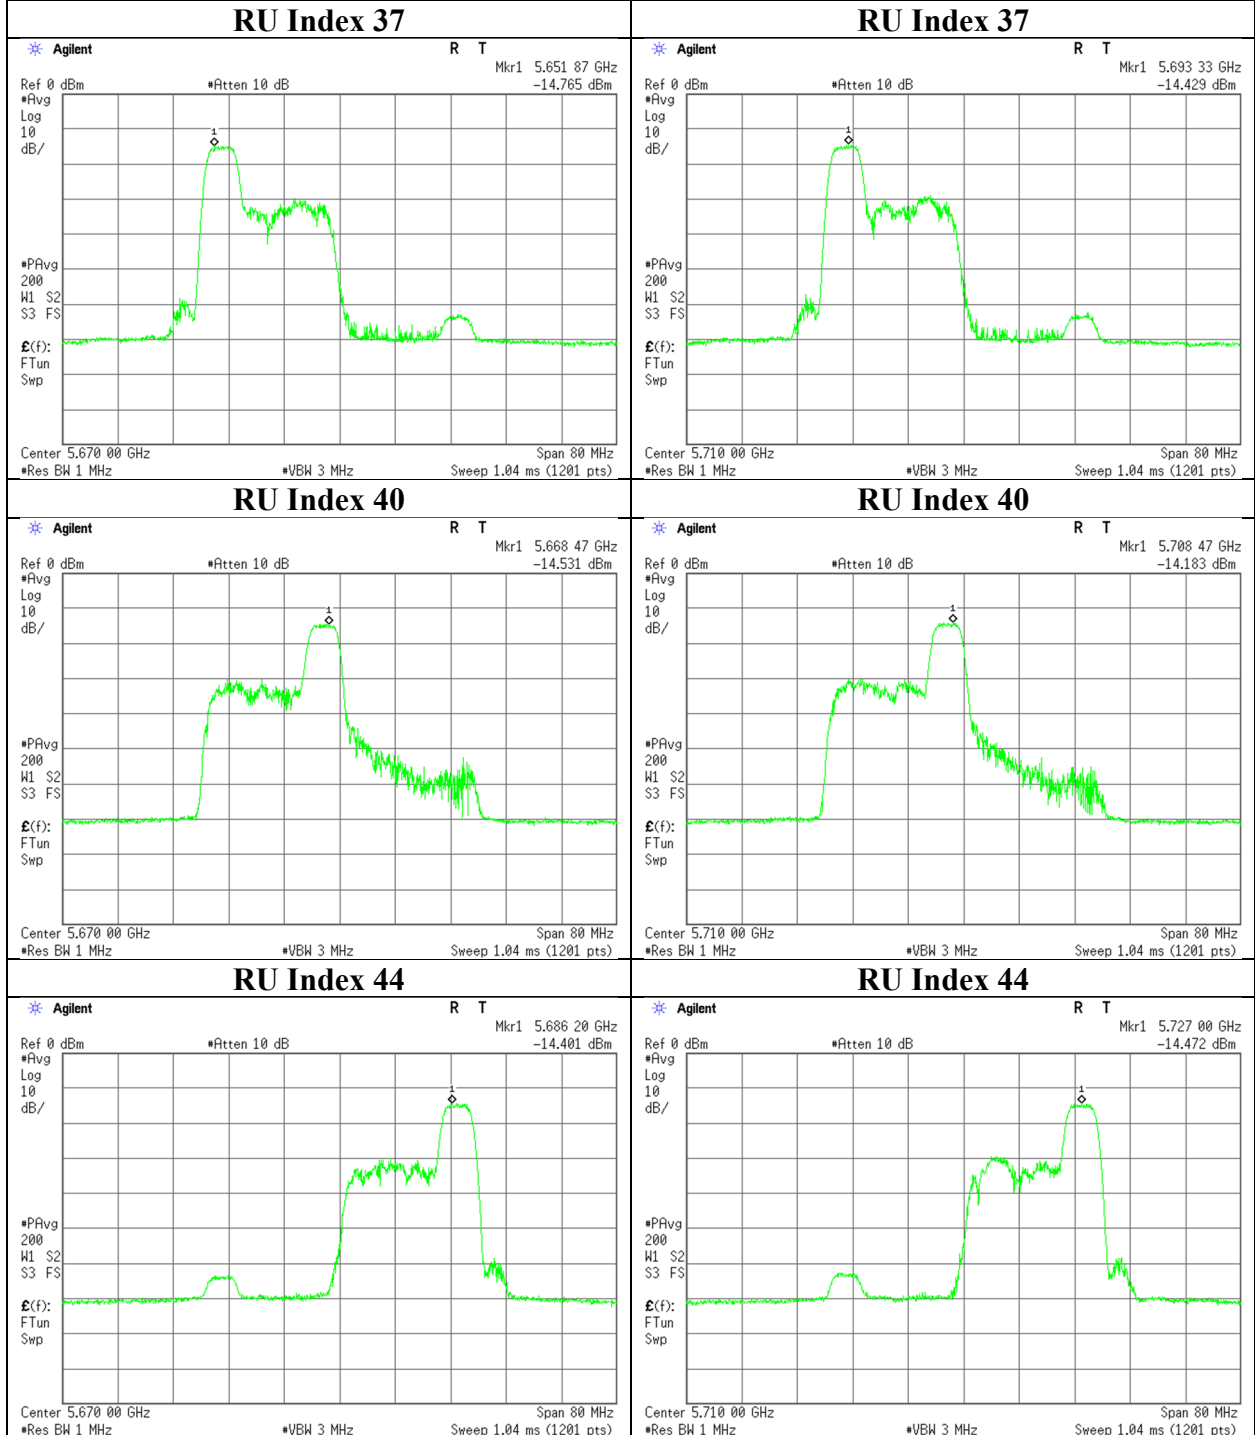 RU Index 37
Agilent
R T
Mkr1 5.651 87 GHz
Ref 0 dBm #Atten 10 dB -14.765 dBm
#Avg
Log
10
dB/
1
#PAvg
200
W1 S2
S3 FS
£(f):
FTun
Swp
Center 5.670 00 GHz Span 80 MHz
#Res BW 1 MHz #VBW 3 MHz Sweep 1.04 ms (1201 pts)
RU Index 37
Agilent
R T
Mkr1 5.693 33 GHz
Ref 0 dBm #Atten 10 dB -14.429 dBm
#Avg
Log
10
dB/
1
#PAvg
200
W1 S2
S3 FS
£(f):
FTun
Swp
Center 5.710 00 GHz Span 80 MHz
#Res BW 1 MHz #VBW 3 MHz Sweep 1.04 ms (1201 pts)
RU Index 40
Agilent
R T
Mkr1 5.668 47 GHz
Ref 0 dBm #Atten 10 dB -14.531 dBm
#Avg
Log
10
dB/
1
#PAvg
200
W1 S2
S3 FS
£(f):
FTun
Swp
Center 5.670 00 GHz Span 80 MHz
#Res BW 1 MHz #VBW 3 MHz Sweep 1.04 ms (1201 pts)
RU Index 40
Agilent
R T
Mkr1 5.708 47 GHz
Ref 0 dBm #Atten 10 dB -14.183 dBm
#Avg
Log
10
dB/
1
#PAvg
200
W1 S2
S3 FS
£(f):
FTun
Swp
Center 5.710 00 GHz Span 80 MHz
#Res BW 1 MHz #VBW 3 MHz Sweep 1.04 ms (1201 pts)
RU Index 44
Agilent
R T
Mkr1 5.686 20 GHz
Ref 0 dBm #Atten 10 dB -14.401 dBm
#Avg
Log
10
dB/
1
#PAvg
200
W1 S2
S3 FS
£(f):
FTun
Swp
Center 5.670 00 GHz Span 80 MHz
#Res BW 1 MHz #VBW 3 MHz Sweep 1.04 ms (1201 pts)
RU Index 44
Agilent
R T
Mkr1 5.727 00 GHz
Ref 0 dBm #Atten 10 dB -14.472 dBm
#Avg
Log
10
dB/
1
#PAvg
200
W1 S2
S3 FS
£(f):
FTun
Swp
Center 5.710 00 GHz Span 80 MHz
#Res BW 1 MHz #VBW 3 MHz Sweep 1.04 ms (1201 pts)